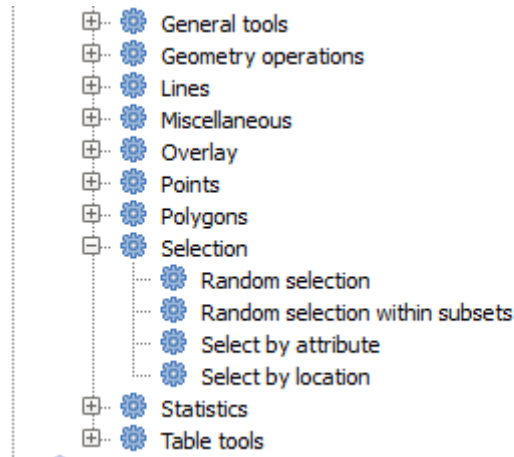 General tools
Geometry operations
Lines
Miscellaneous
Overlay
Points
Polygons
Selection
Random selection
Random selection within subsets
Select by attribute
Select by location
Statistics
Table tools